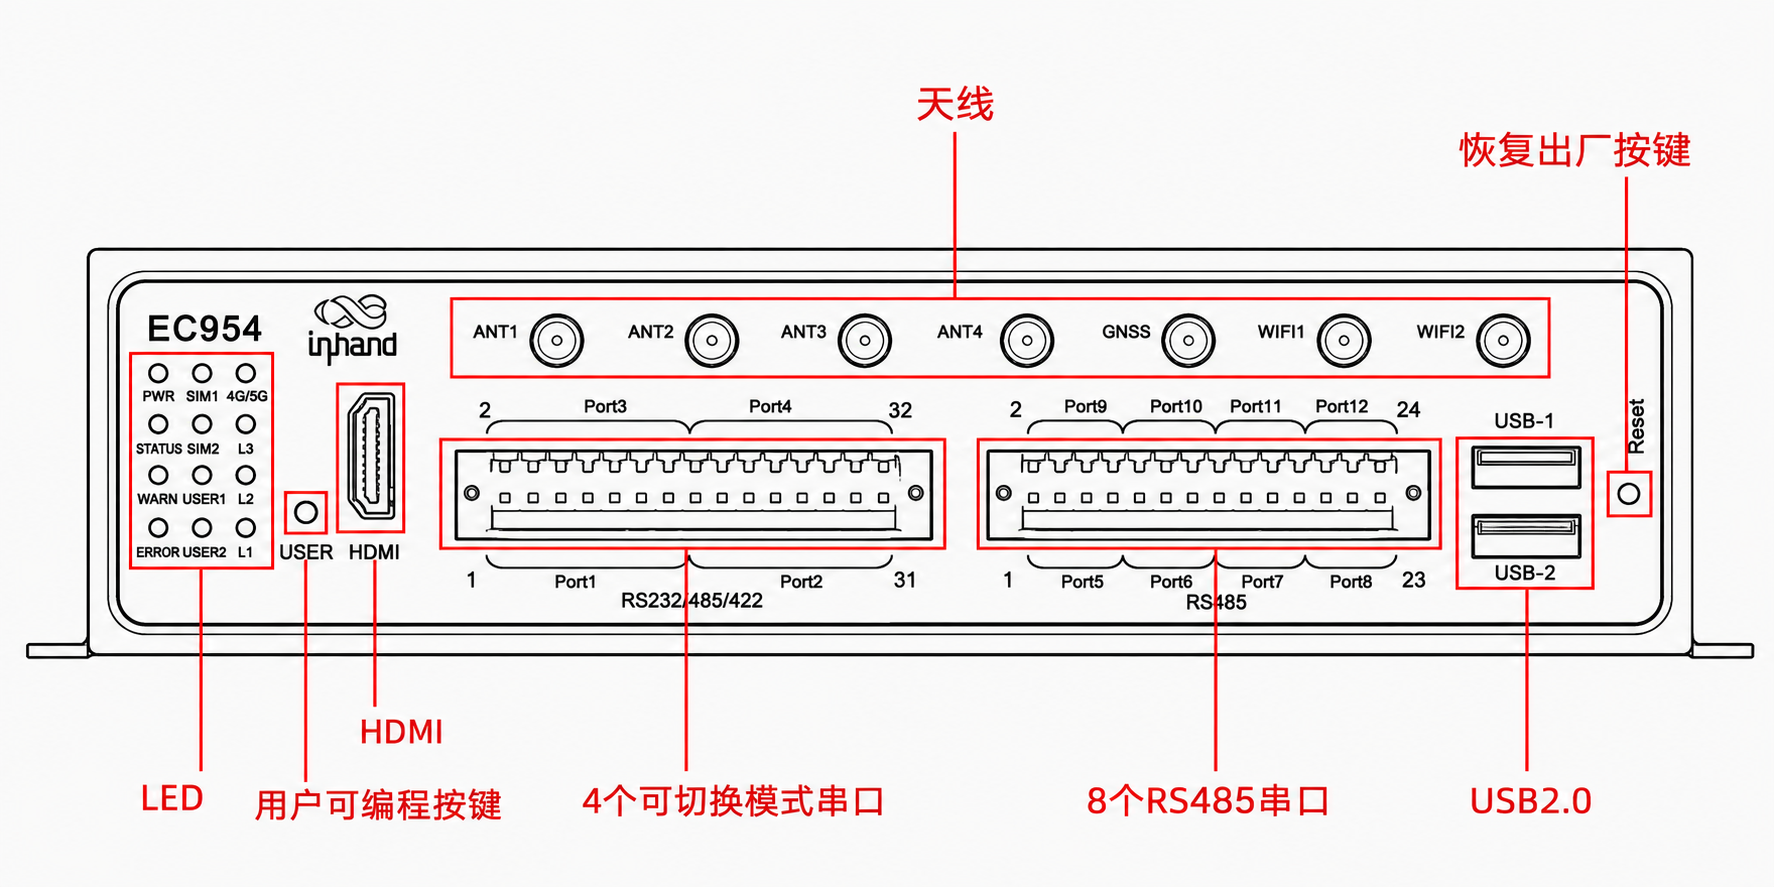 天线
恢复出厂按键
EC954
inhand
ANT1 ANT2 ANT3 ANT4 GNSS WIFI1 WIFI2
PWR SIM1 4G/5G
STATUS SIM2 L3
WARN USER1 L2
ERROR USER2 L1
USER
HDMI
2 Port3 Port4 32
1 Port1 Port2 31
RS232/485/422
2 Port9 Port10 Port11 Port12 24
1 Port5 Port6 Port7 Port8 23
RS485
USB-1
USB-2
Reset
HDMI
LED
用户可编程按键
4个可切换模式串口
8个RS485串口
USB2.0